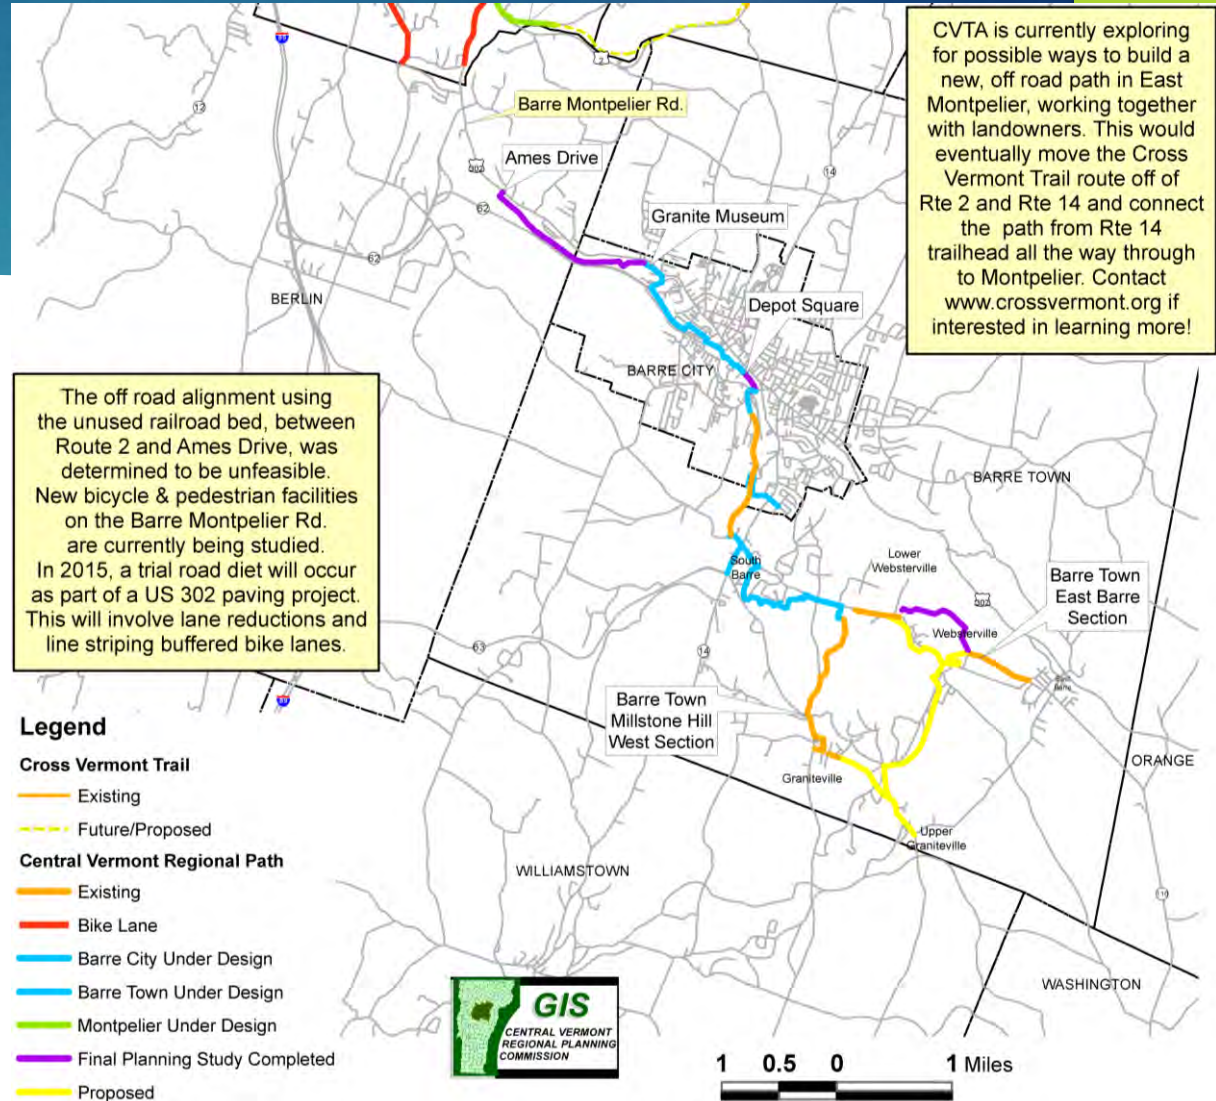 CVTA is currently exploring
for possible ways to build a
new, off road path in East
Montpelier, working together
with landowners. This would
eventually move the Cross
Vermont Trail route off of
Rte 2 and Rte 14 and connect
the path from Rte 14
trailhead all the way through
to Montpelier. Contact
www.crossvermont.org if
interested in learning more!
89
2
12
Barre Montpelier Rd.
Ames Drive
302
14
62
Granite Museum
62
BERLIN
Depot Square
BARRE CITY
The off road alignment using
the unused railroad bed, between
Route 2 and Ames Drive, was
determined to be unfeasible.
New bicycle & pedestrian facilities
on the Barre Montpelier Rd.
are currently being studied.
In 2015, a trial road diet will occur
as part of a US 302 paving project.
This will involve lane reductions and
line striping buffered bike lanes.
BARRE TOWN
South
Barre
Lower
Websterville
302
Barre Town
East Barre
Section
Websterville
East
Barre
63
14
89
Barre Town
Millstone Hill
West Section
Graniteville
ORANGE
Upper
Graniteville
WILLIAMSTOWN
110
WASHINGTON
Legend
Cross Vermont Trail
Existing
Future/Proposed
Central Vermont Regional Path
Existing
Bike Lane
Barre City Under Design
Barre Town Under Design
Montpelier Under Design
Final Planning Study Completed
Proposed
GIS
CENTRAL VERMONT
REGIONAL PLANNING
COMMISSION
1 0.5 0 1 Miles